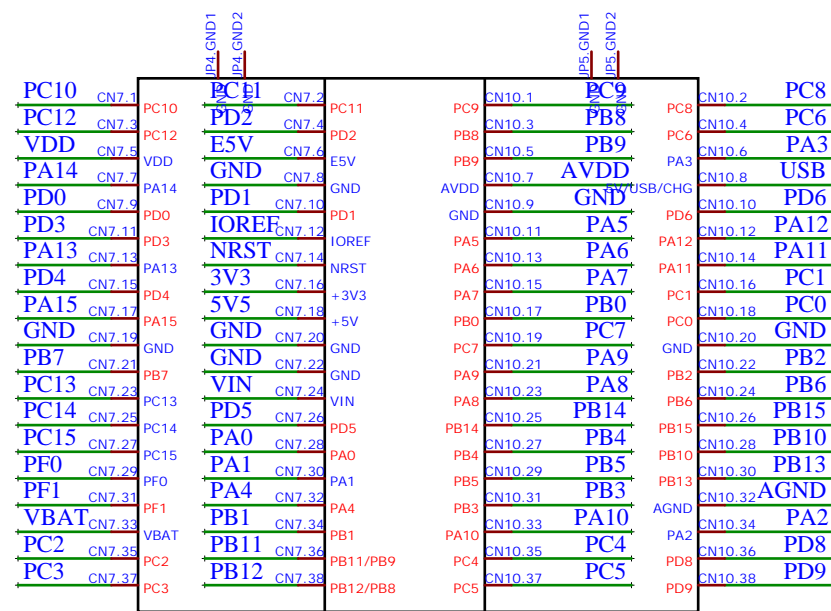 JP4.GND1 JP4.GND2 JP5.GND1 JP5.GND2
GND GND GND GND
PC10 CN7.1 PC10 PC11 CN7.2 PC11 PC9 CN10.1 PC9 PC8 CN10.2 PC8
PC12 CN7.3 PC12 PD2 CN7.4 PD2 PB8 CN10.3 PB8 PC6 CN10.4 PC6
VDD CN7.5 VDD E5V CN7.6 E5V PB9 CN10.5 PB9 PA3 CN10.6 PA3
PA14 CN7.7 PA14 GND CN7.8 GND AVDD CN10.7 AVDD 5V/USB/CHG CN10.8 USB
PD0 CN7.9 PD0 PD1 CN7.10 PD1 GND CN10.9 GND PD6 CN10.10 PD6
PD3 CN7.11 PD3 IOREF CN7.12 IOREF PA5 CN10.11 PA5 PA12 CN10.12 PA12
PA13 CN7.13 PA13 NRST CN7.14 NRST PA6 CN10.13 PA6 PA11 CN10.14 PA11
PD4 CN7.15 PD4 3V3 CN7.16 +3V3 PA7 CN10.15 PA7 PC1 CN10.16 PC1
PA15 CN7.17 PA15 5V5 CN7.18 +5V PB0 CN10.17 PB0 PC0 CN10.18 PC0
GND CN7.19 GND GND CN7.20 GND PC7 CN10.19 PC7 GND CN10.20 GND
PB7 CN7.21 PB7 GND CN7.22 GND PA9 CN10.21 PA9 PB2 CN10.22 PB2
PC13 CN7.23 PC13 VIN CN7.24 VIN PA8 CN10.23 PA8 PB6 CN10.24 PB6
PC14 CN7.25 PC14 PD5 CN7.26 PD5 PB14 CN10.25 PB14 PB15 CN10.26 PB15
PC15 CN7.27 PC15 PA0 CN7.28 PA0 PB4 CN10.27 PB4 PB10 CN10.28 PB10
PF0 CN7.29 PF0 PA1 CN7.30 PA1 PB5 CN10.29 PB5 PB13 CN10.30 PB13
PF1 CN7.31 PF1 PA4 CN7.32 PA4 PB3 CN10.31 PB3 AGND CN10.32 AGND
VBAT CN7.33 VBAT PB1 CN7.34 PB1 PA10 CN10.33 PA10 PA2 CN10.34 PA2
PC2 CN7.35 PC2 PB11 CN7.36 PB11/PB9 PC4 CN10.35 PC4 PD8 CN10.36 PD8
PC3 CN7.37 PC3 PB12 CN7.38 PB12/PB8 PC5 CN10.37 PC5 PD9 CN10.38 PD9